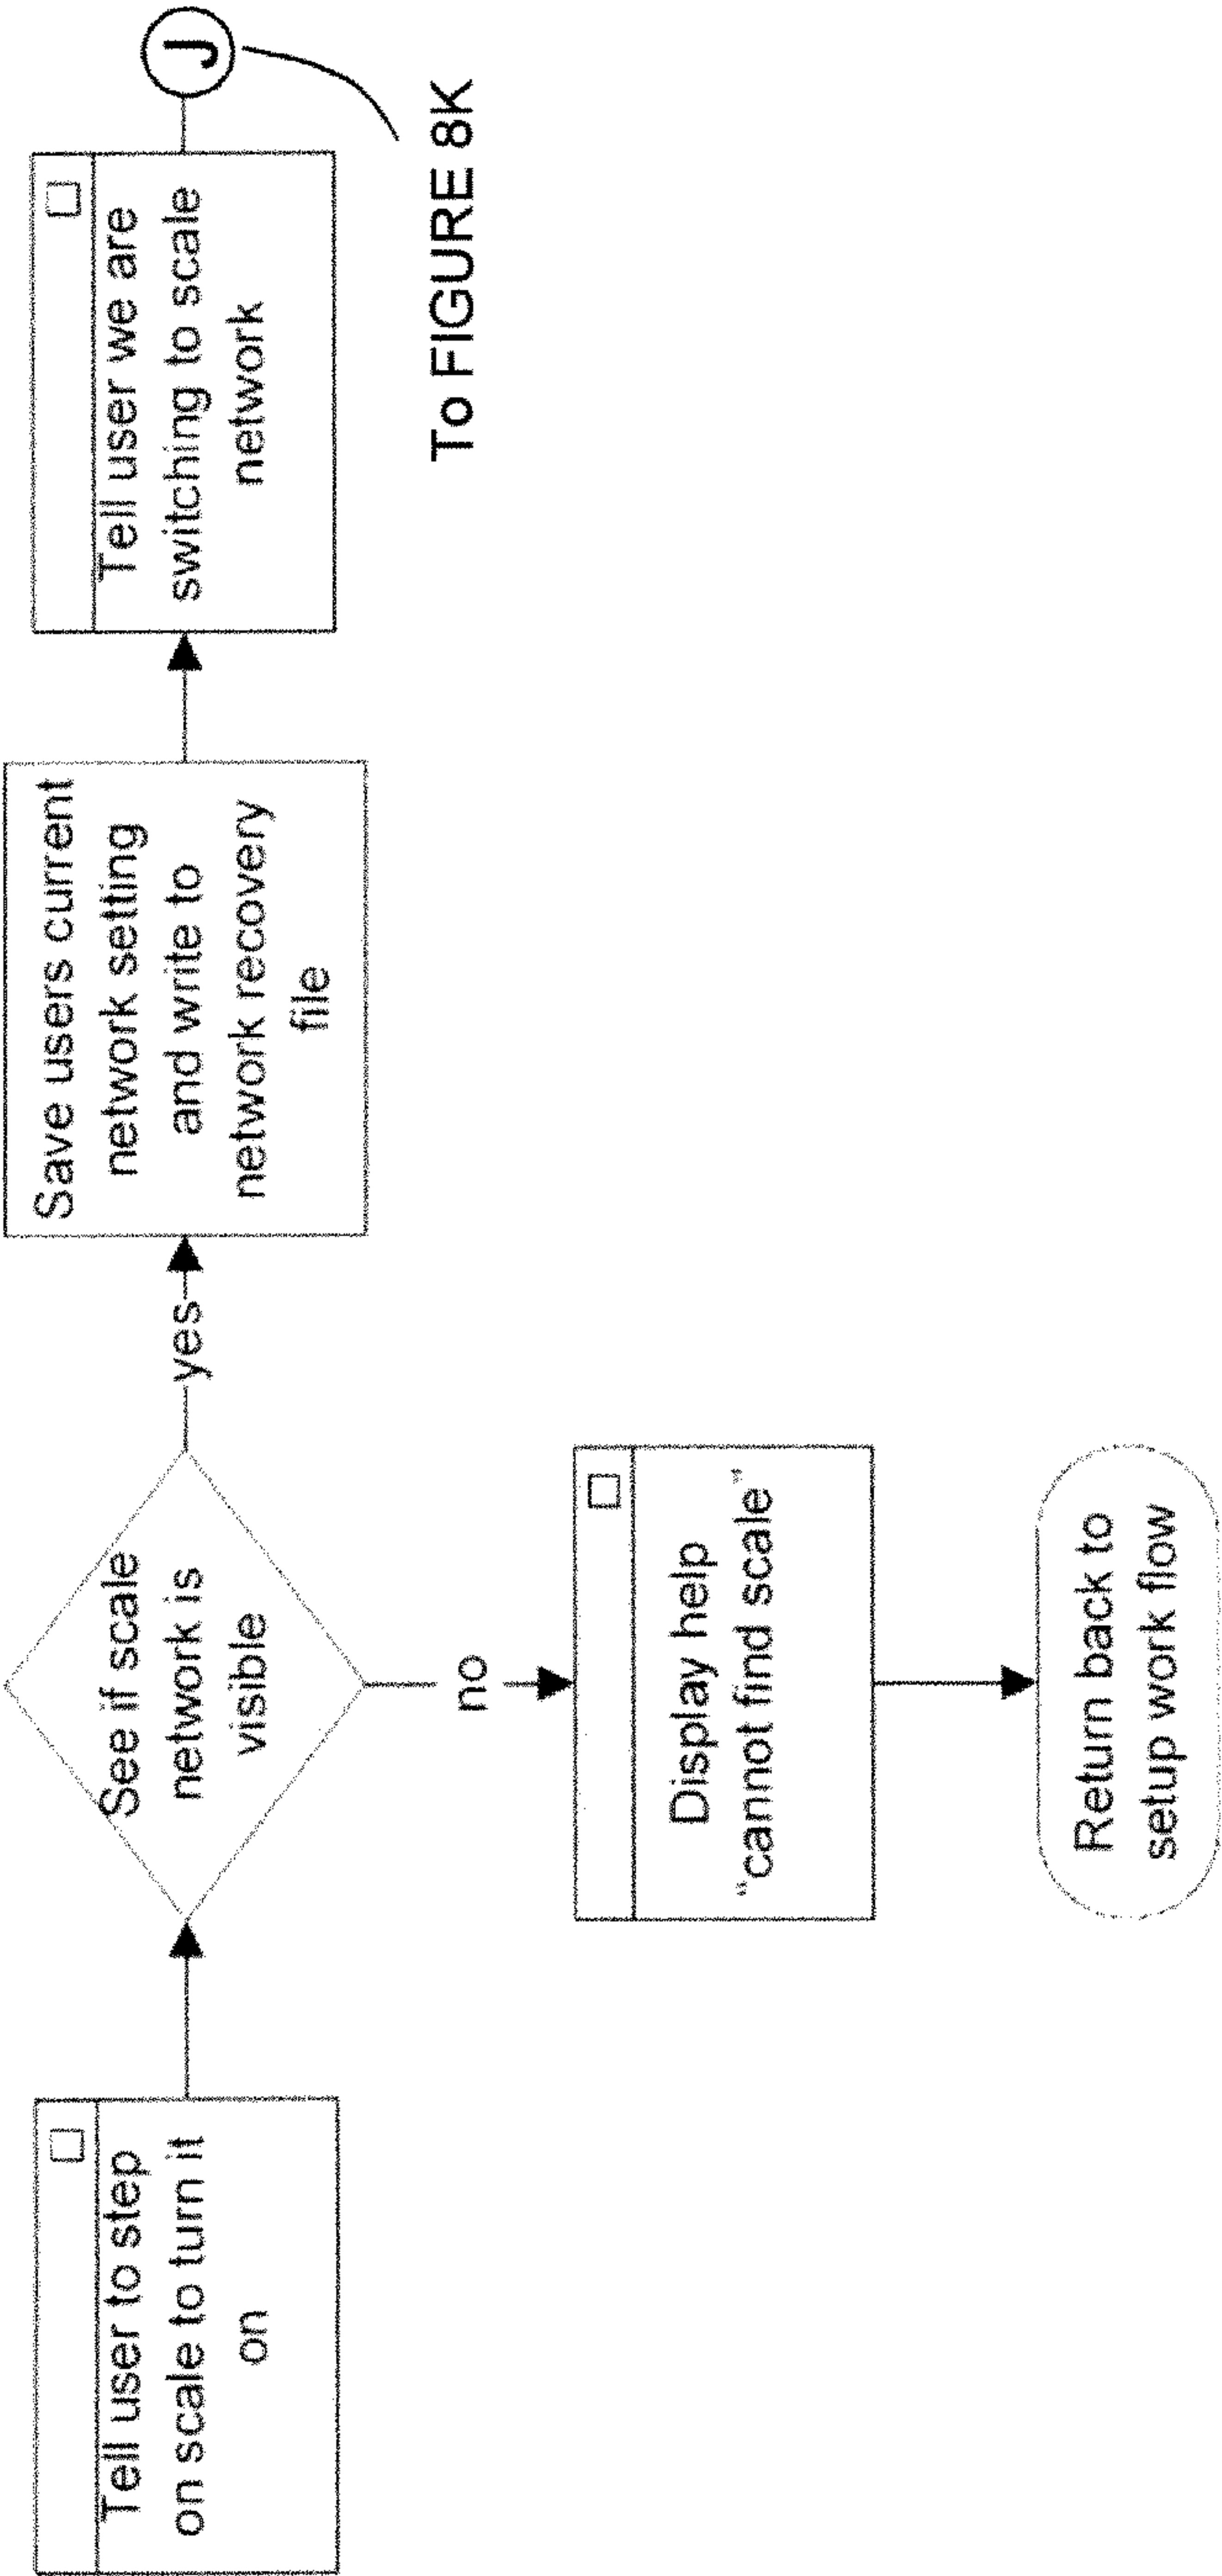 Tell user to step
on scale to turn it
on
See if scale
network is
visible
yes
Save users current
network setting
and write to
network recovery
file
Tell user we are
switching to scale
network
J
To FIGURE 8K
no
Display help
“cannot find scale”
Return back to
setup work flow